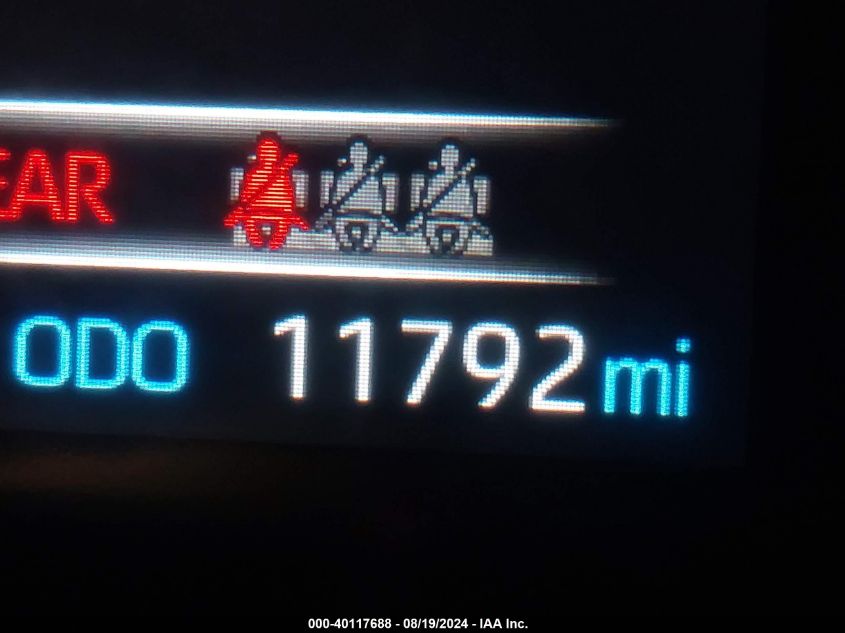 EAR
ODO 11792 mi
000-40117688 - 08/19/2024 - IAA Inc.